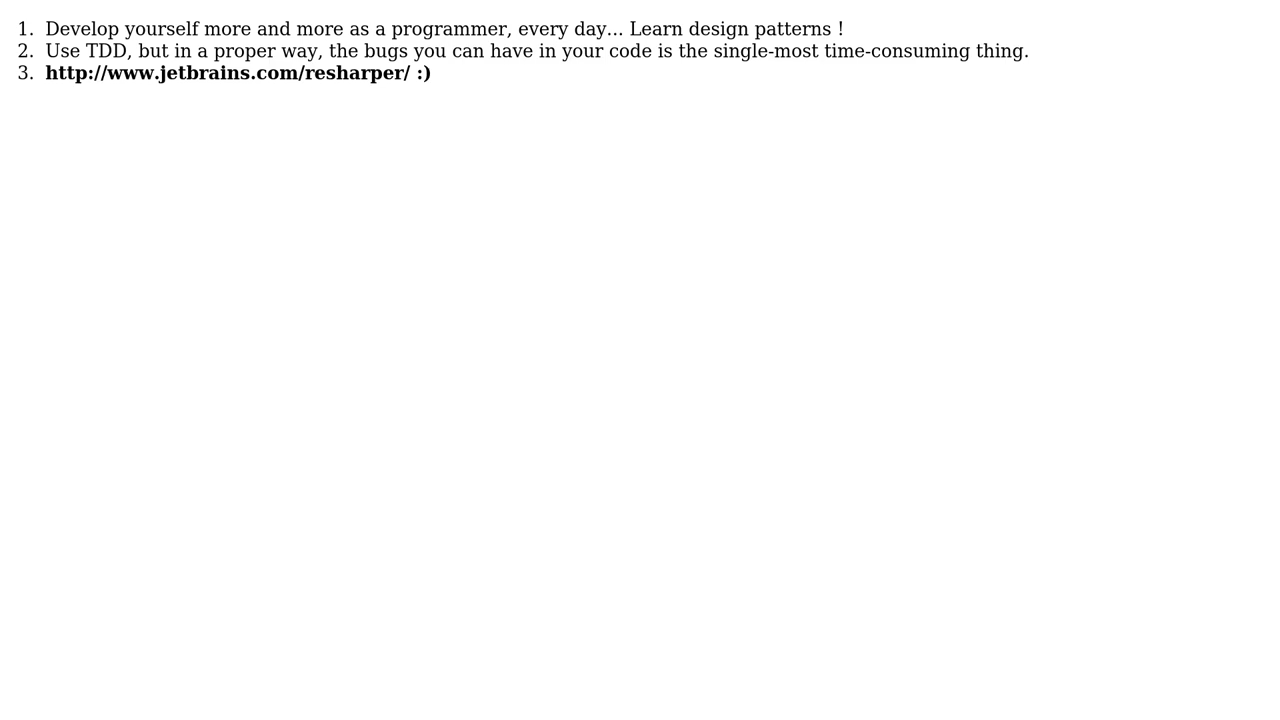 1. Develop yourself more and more as a programmer, every day... Learn design patterns !
2. Use TDD, but in a proper way, the bugs you can have in your code is the single-most time-consuming thing.
3. http://www.jetbrains.com/resharper/ :)